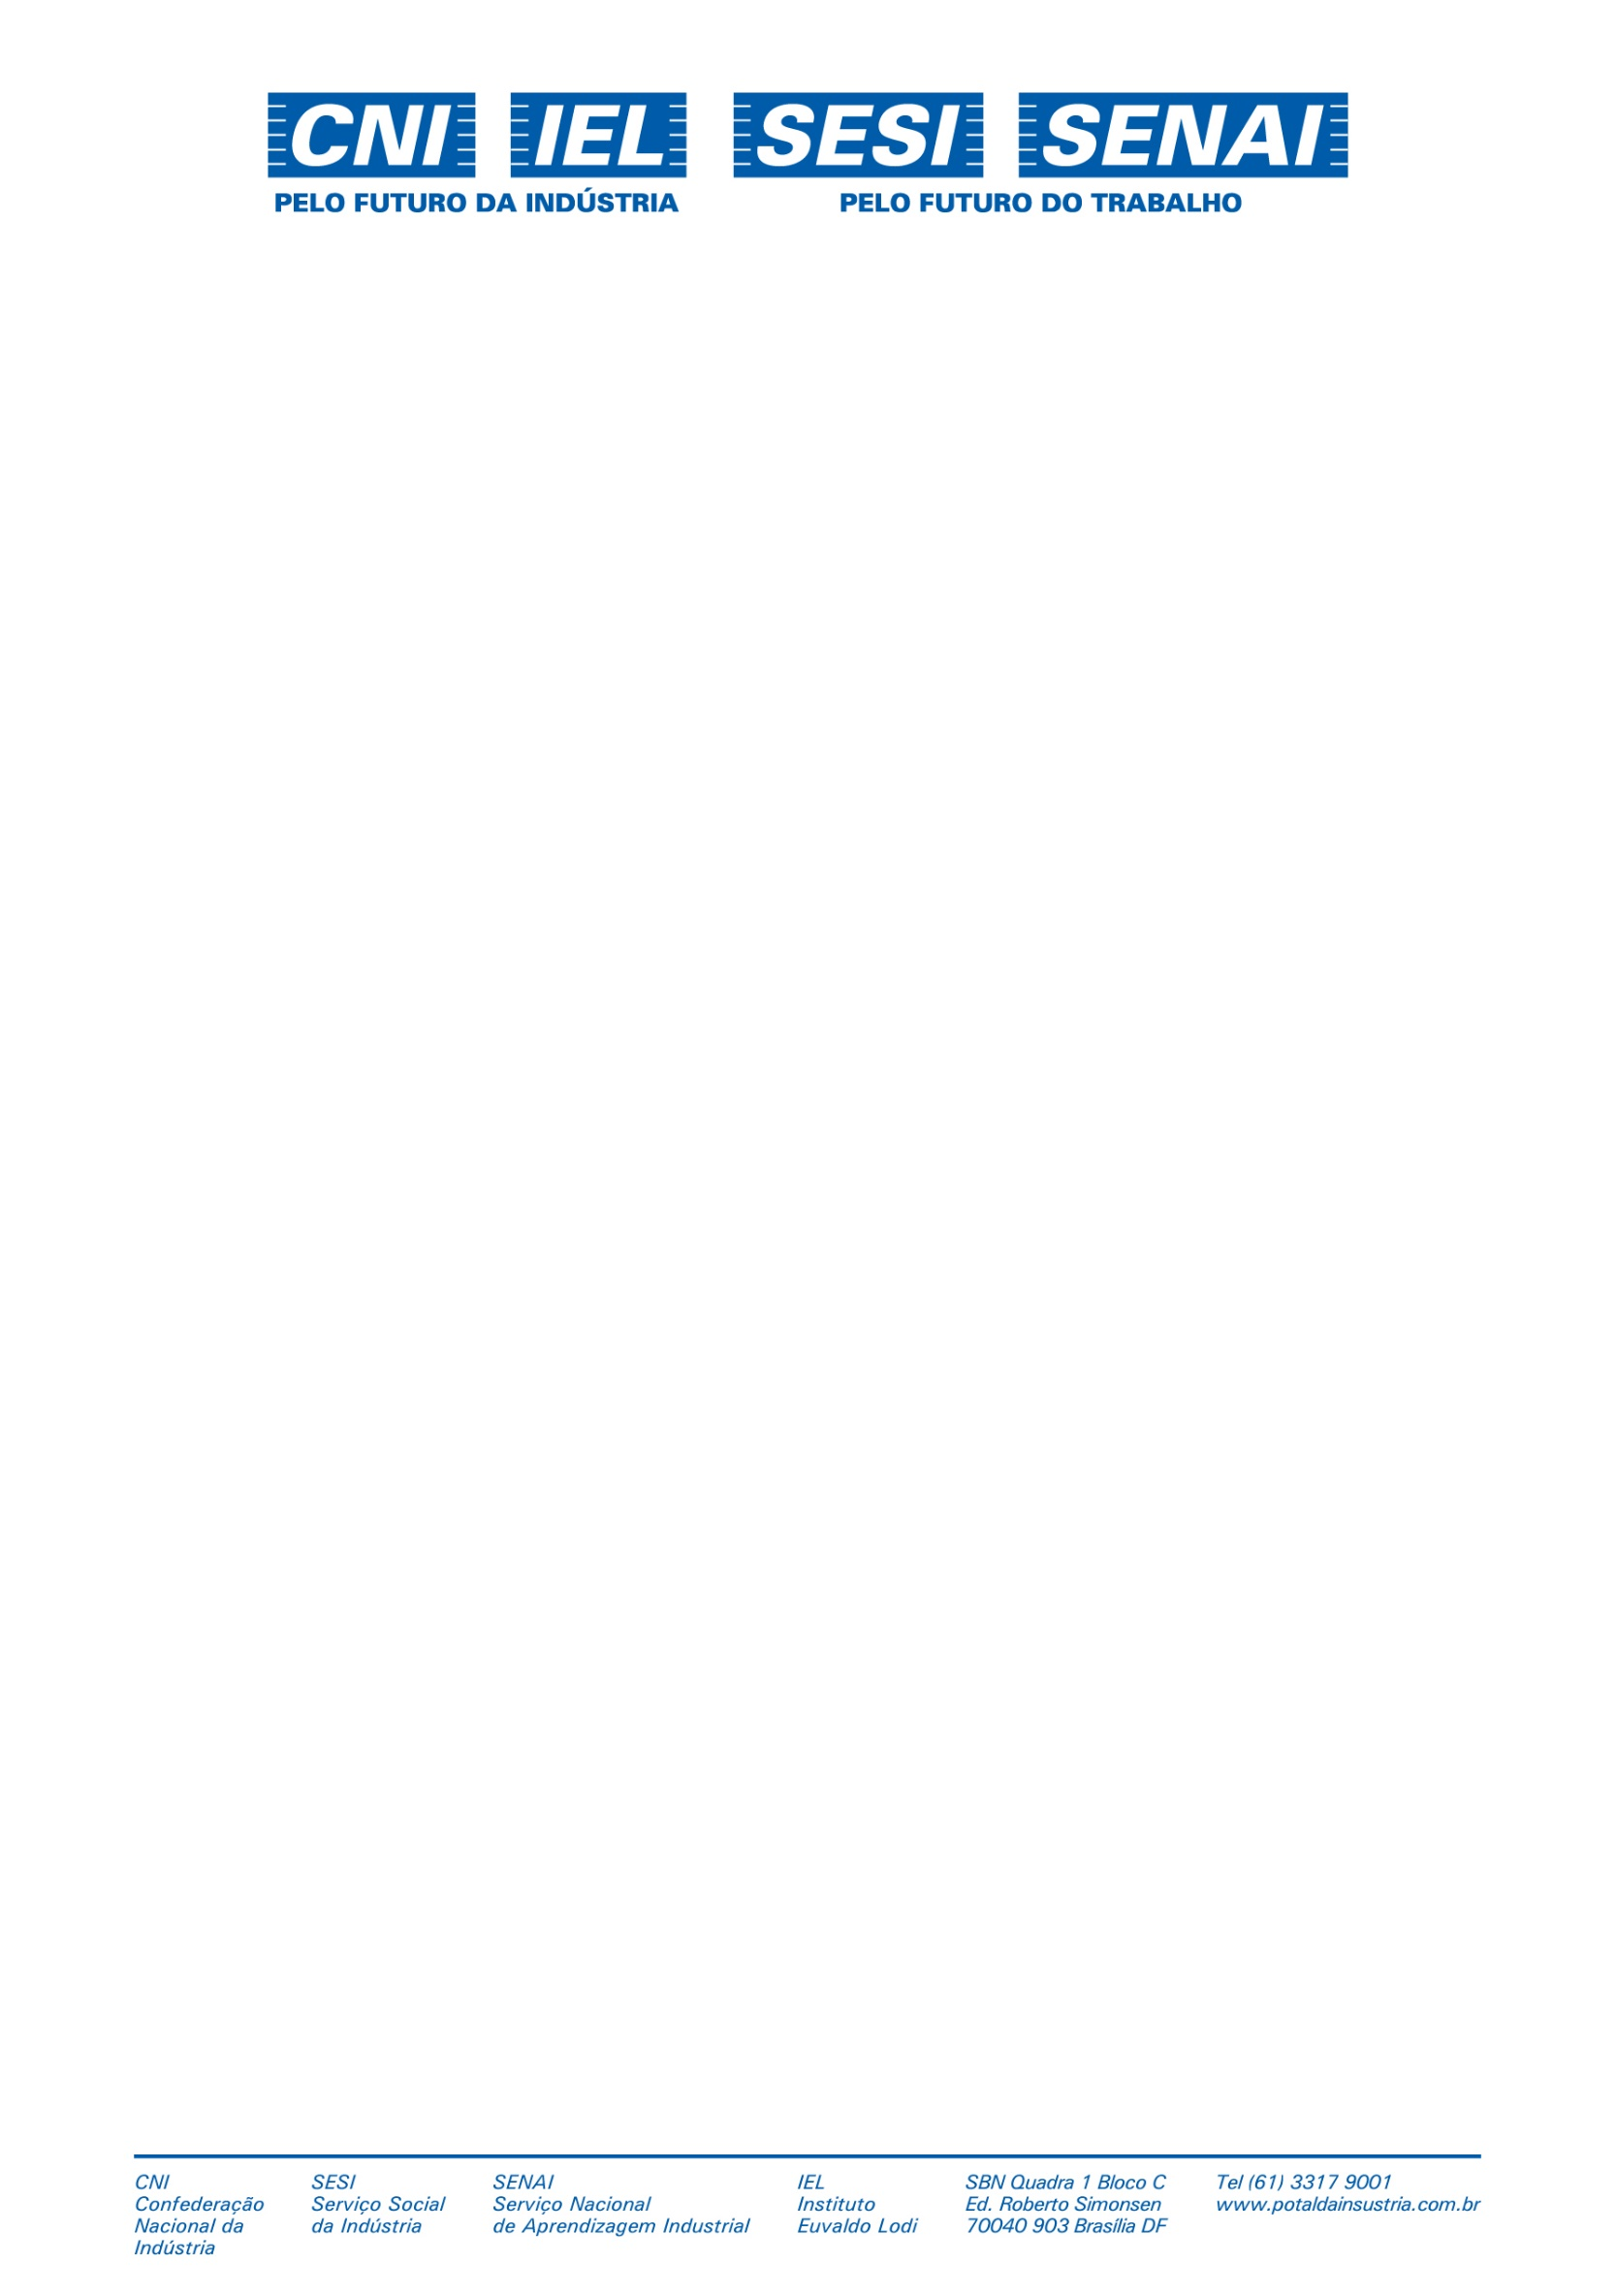 CNI IEL SESI SENAI
PELO FUTURO DA INDÚSTRIA PELO FUTURO DO TRABALHO
CNI
Confederação
Nacional da
Indústria
SESI
Serviço Social
da Indústria
SENAI
Serviço Nacional
de Aprendizagem Industrial
IEL
Instituto
Euvaldo Lodi
SBN Quadra 1 Bloco C
Ed. Roberto Simonsen
70040 903 Brasília DF
Tel (61) 3317 9001
www.potaldainsustria.com.br